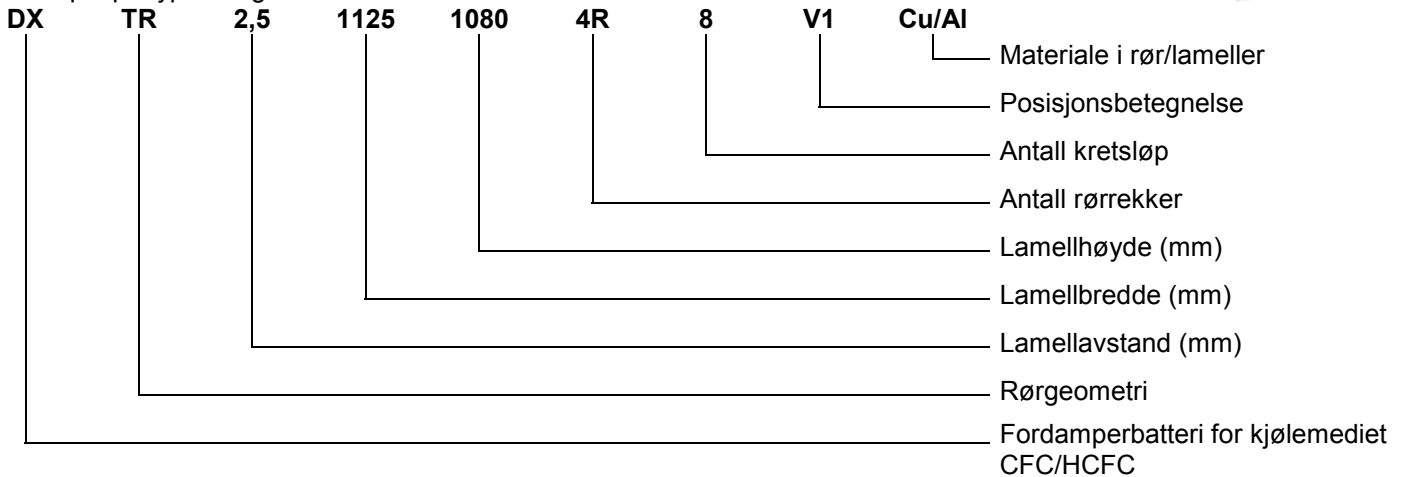 DX TR 2,5 1125 1080 4R 8 V1 Cu/Al
Materiale i rør/lameller
Posisjonsbetegnelse
Antall kretsløp
Antall rørrekker
Lamellhøyde (mm)
Lamellbredde (mm)
Lamellavstand (mm)
Rørgeometri
Fordamperbatteri for kjølemediet
CFC/HCFC